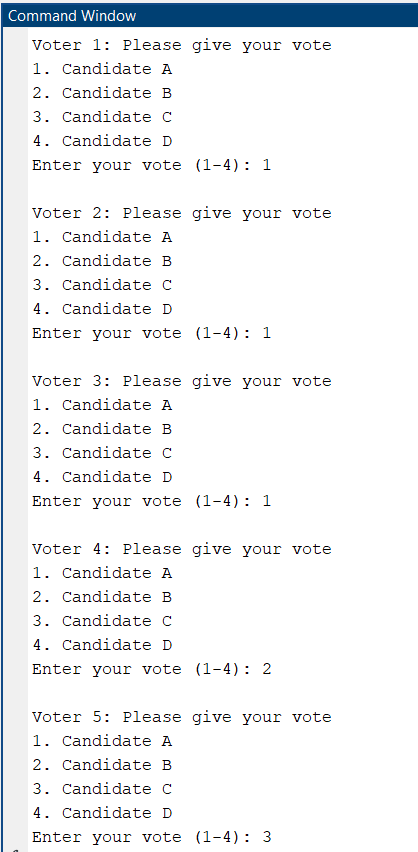 Command Window
Voter 1: Please give your vote
1. Candidate A
2. Candidate B
3. Candidate C
4. Candidate D
Enter your vote (1-4): 1
Voter 2: Please give your vote
1. Candidate A
2. Candidate B
3. Candidate C
4. Candidate D
Enter your vote (1-4): 1
Voter 3: Please give your vote
1. Candidate A
2. Candidate B
3. Candidate C
4. Candidate D
Enter your vote (1-4): 1
Voter 4: Please give your vote
1. Candidate A
2. Candidate B
3. Candidate C
4. Candidate D
Enter your vote (1-4): 2
Voter 5: Please give your vote
1. Candidate A
2. Candidate B
3. Candidate C
4. Candidate D
Enter your vote (1-4): 3